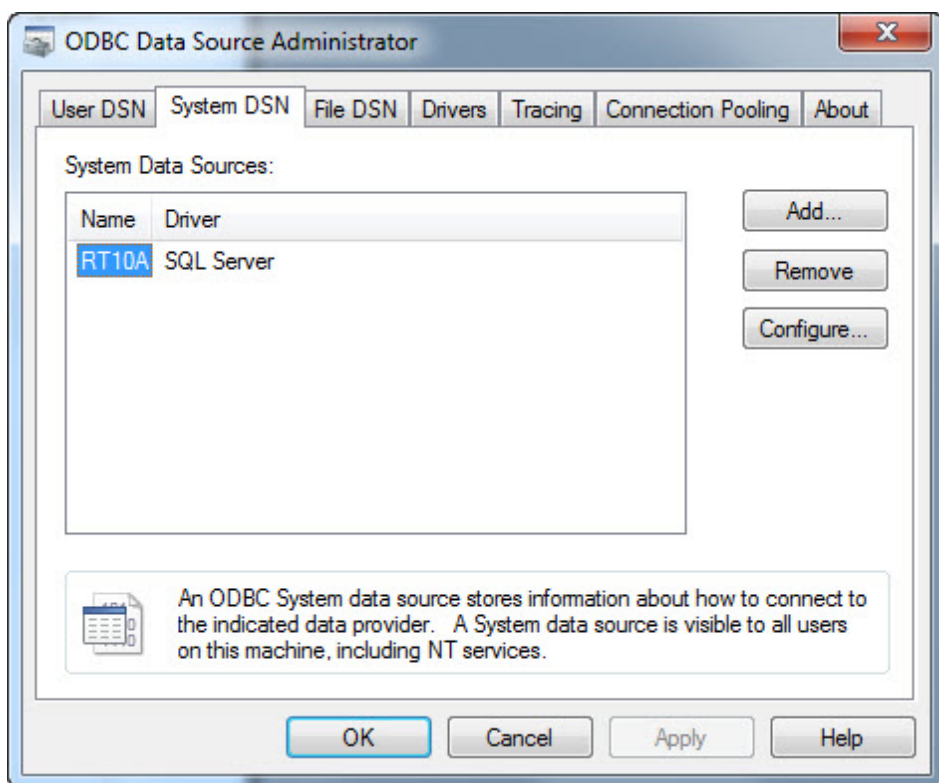 ODBC Data Source Administrator
User DSN System DSN File DSN Drivers Tracing Connection Pooling About
System Data Sources:
Name Driver
RT10A SQL Server
Add...
Remove
Configure...
An ODBC System data source stores information about how to connect to
the indicated data provider. A System data source is visible to all users
on this machine, including NT services.
OK Cancel Apply Help